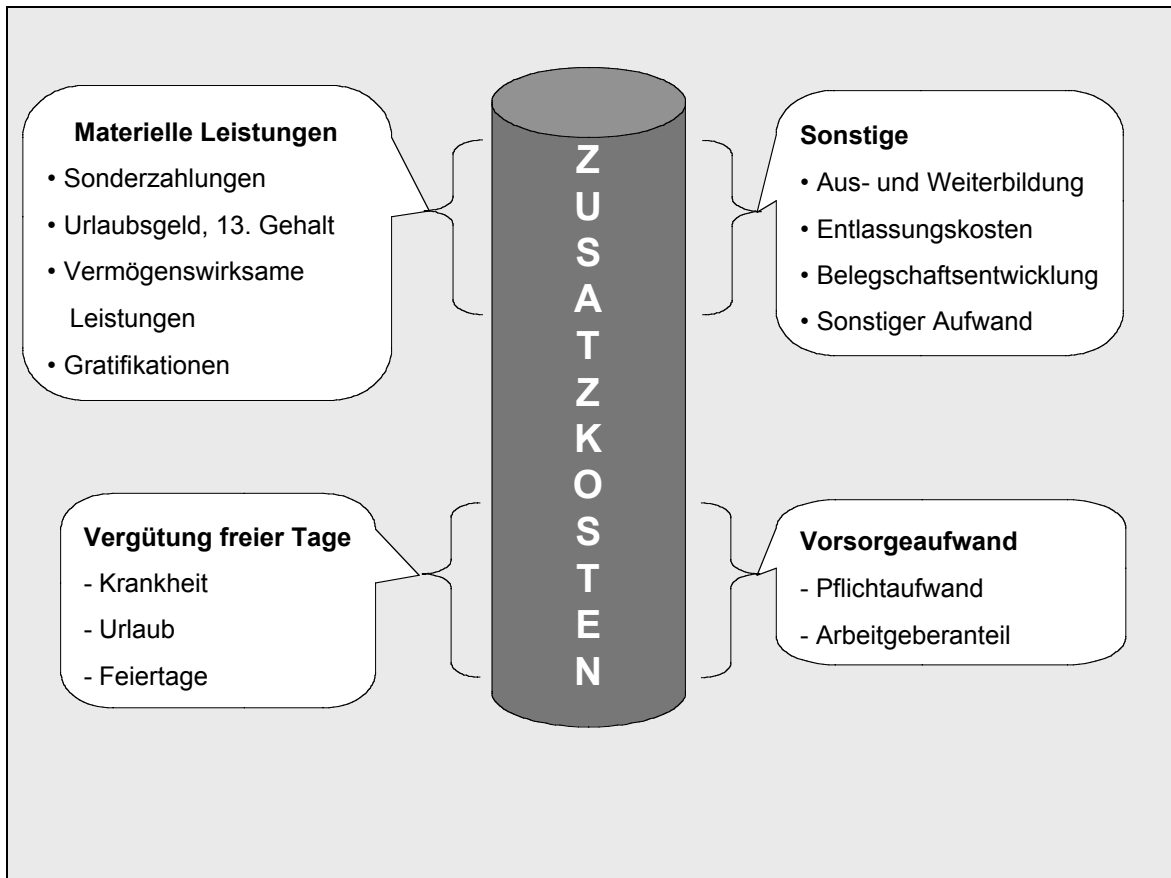 Materielle Leistungen
• Sonderzahlungen
• Urlaubsgeld, 13. Gehalt
• Vermögenswirksame
Leistungen
• Gratifikationen
Z
U
S
A
T
Z
K
O
S
T
E
N
Sonstige
• Aus- und Weiterbildung
• Entlassungskosten
• Belegschaftsentwicklung
• Sonstiger Aufwand
Vergütung freier Tage
- Krankheit
- Urlaub
- Feiertage
Vorsorgeaufwand
- Pflichtaufwand
- Arbeitgeberanteil